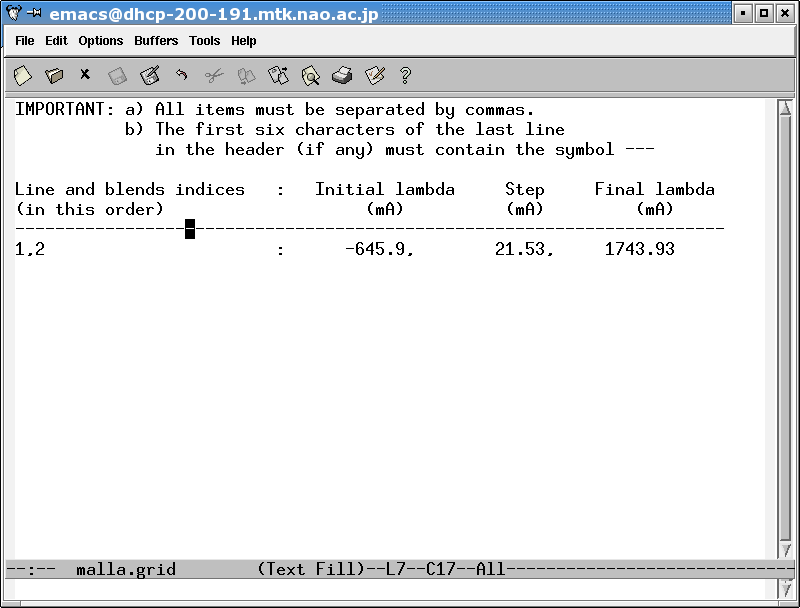 emacs@dhcp-200-191.mtk.nao.ac.jp
File Edit Options Buffers Tools Help
IMPORTANT: a) All items must be separated by commas.
b) The first six characters of the last line
in the header (if any) must contain the symbol ---
Line and blends indices : Initial lambda Step Final lambda
(in this order) (mA) (mA) (mA)
-----------------------------------------------------------------------
1,2 : -645.9, 21.53, 1743.93
--:-- malla.grid (Text Fill)--L7--C17--All-----------------------------